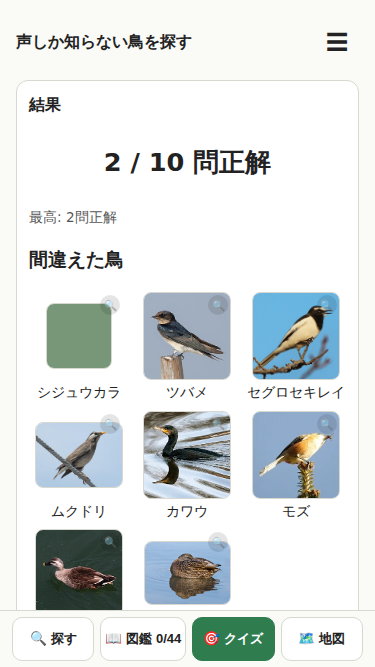 声しか知らない鳥を探す
結果
2 / 10 問正解
最高: 2問正解
間違えた鳥
シジュウカラ
ツバメ
セグロセキレイ
ムクドリ
カワウ
モズ
探す
図鑑 0/44
クイズ
地図